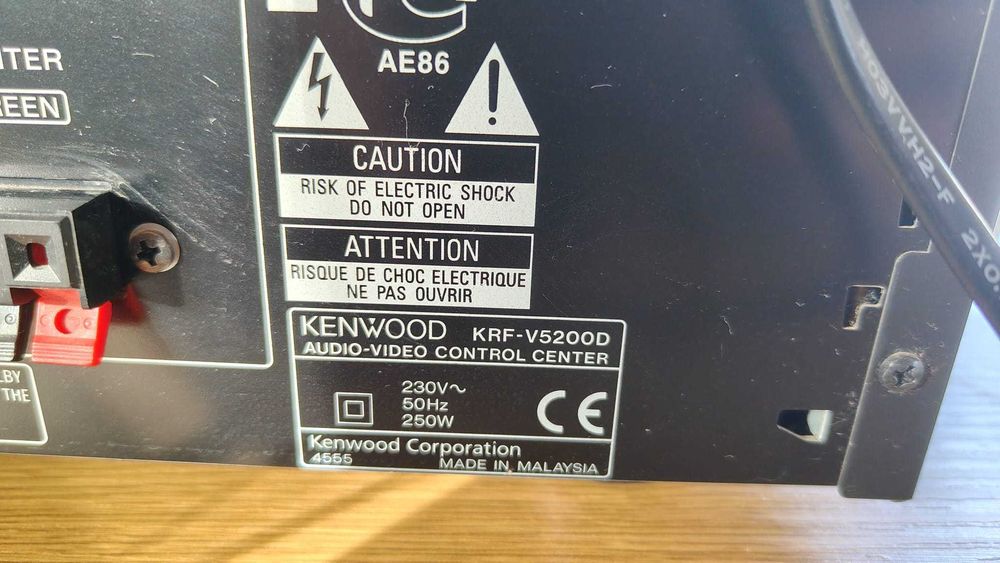 AE86
TER
REEN
CAUTION
RISK OF ELECTRIC SHOCK
DO NOT OPEN
ATTENTION
RISQUE DE CHOC ELECTRIQUE
NE PAS OUVRIR
KENWOOD KRF-V5200D
AUDIO-VIDEO CONTROL CENTER
230V~
50Hz
250W
CE
Kenwood Corporation
4555
MADE IN MALAYSIA
LBY
THE
H03VVH2-F
2X0